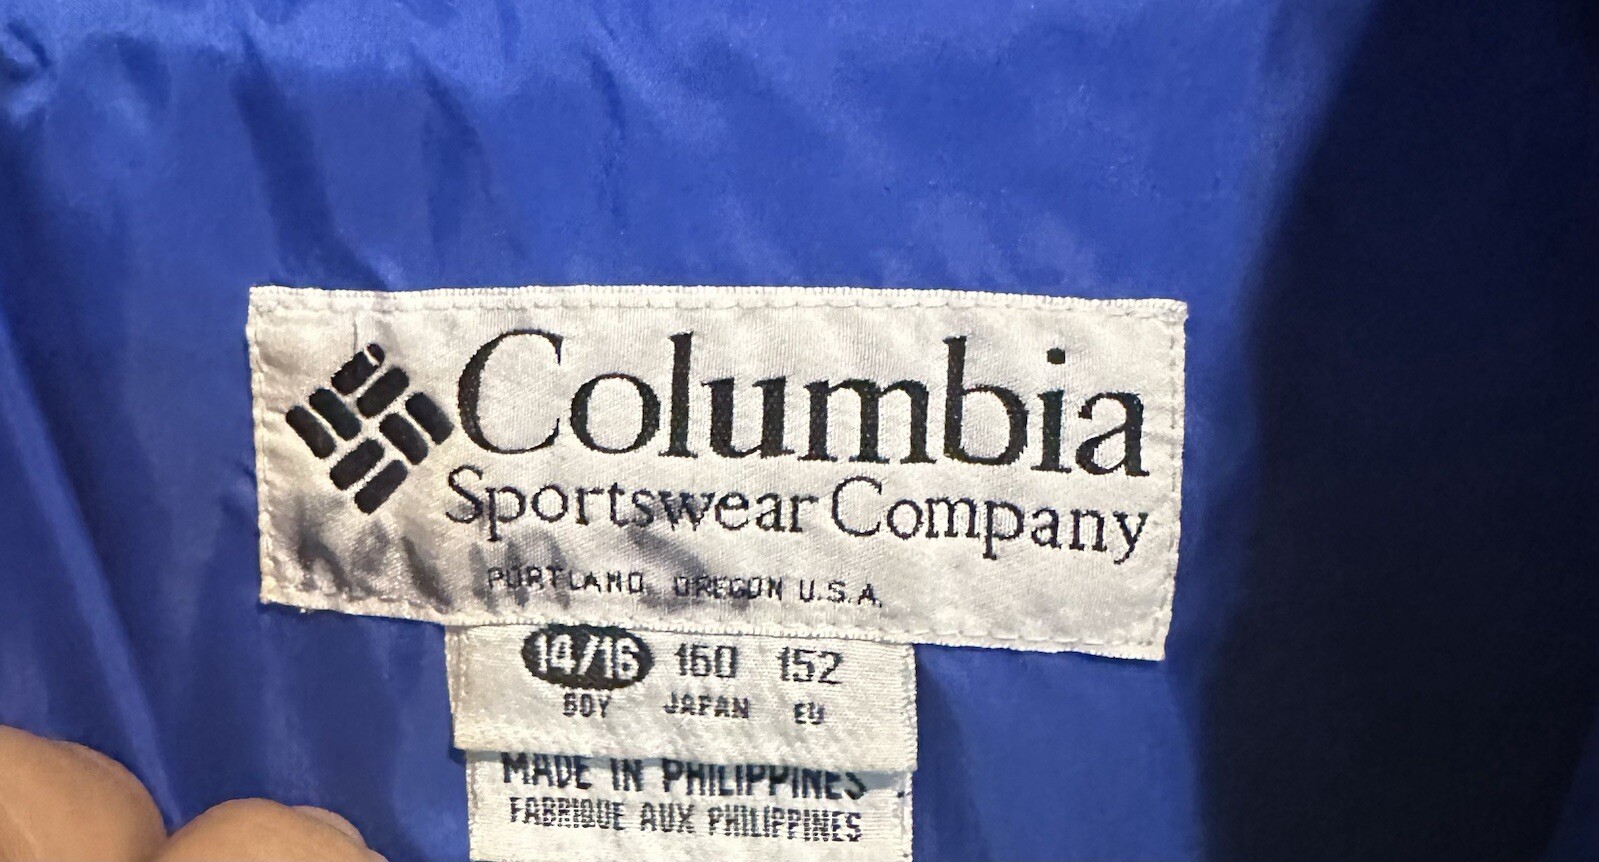 Columbia
Sportswear Company
PORTLAND, OREGON U.S.A.
14/16 160 152
BOY JAPAN EU
MADE IN PHILIPPINES
FABRIQUE AUX PHILIPPINES